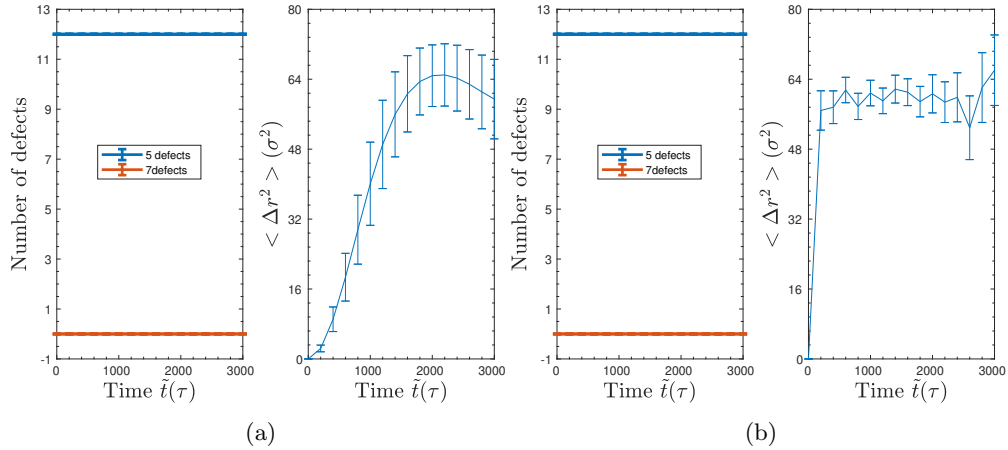 13
11
9
7
5
3
1
-1
Number of defects
5 defects
7defects
0 1000 2000 3000
Time t̃(τ)
80
64
48
32
16
0
< Δr² > (σ²)
0 1000 2000 3000
Time t̃(τ)
(a)
13
11
9
7
5
3
1
-1
Number of defects
5 defects
7defects
0 1000 2000 3000
Time t̃(τ)
80
64
48
32
16
0
< Δr² > (σ²)
0 1000 2000 3000
Time t̃(τ)
(b)